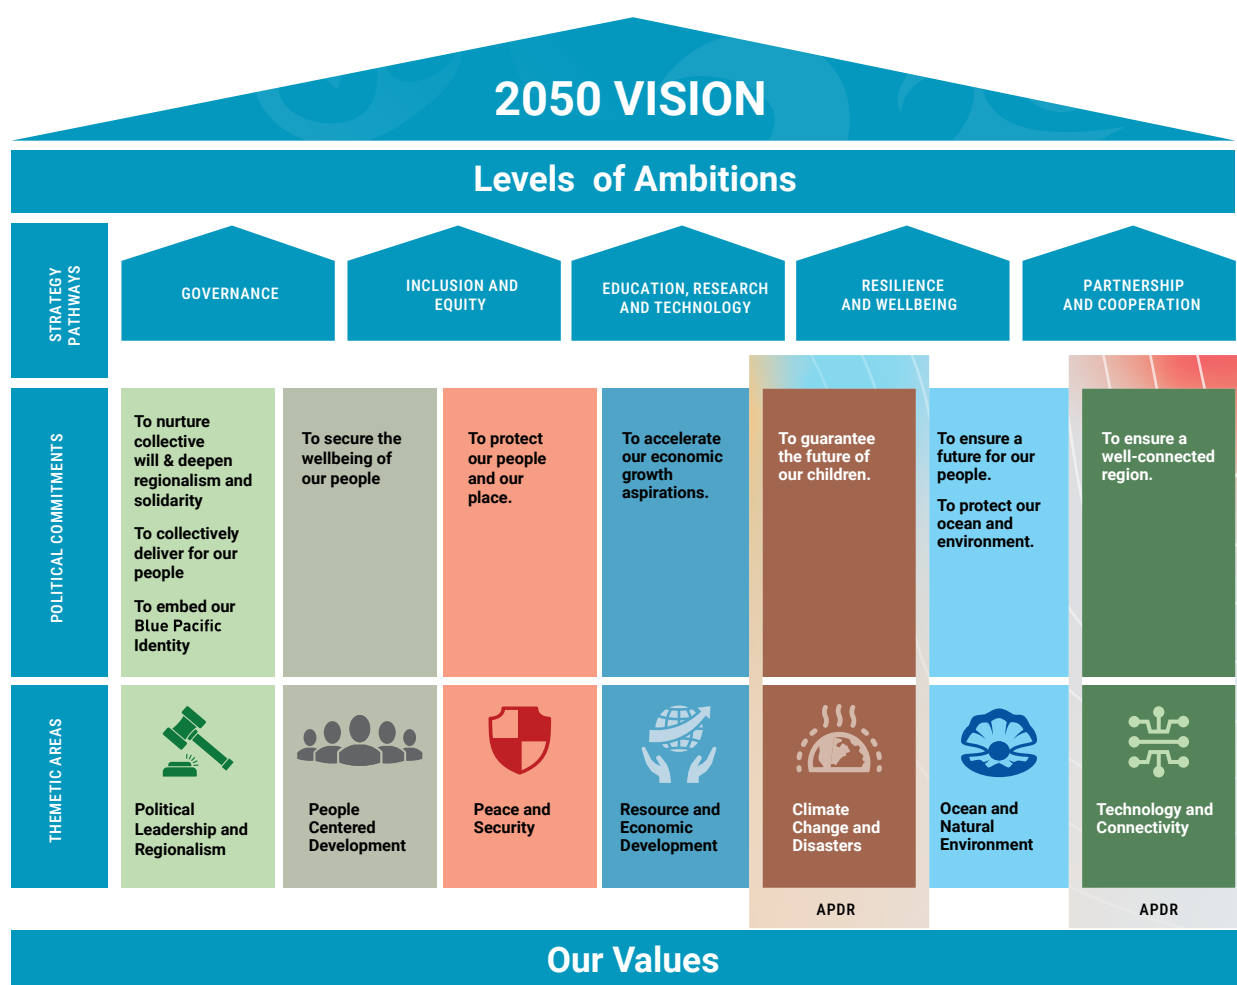 2050 VISION
Levels of Ambitions
STRATEGY
PATHWAYS
GOVERNANCE
INCLUSION AND
EQUITY
EDUCATION, RESEARCH
AND TECHNOLOGY
RESILIENCE
AND WELLBEING
PARTNERSHIP
AND COOPERATION
POLITICAL COMMITMENTS
To nurture
collective
will & deepen
regionalism and
solidarity
To collectively
deliver for our
people
To embed our
Blue Pacific
Identity
To secure the
wellbeing of
our people
To protect
our people
and our
place.
To accelerate
our economic
growth
aspirations.
To guarantee
the future of
our children.
To ensure a
future for our
people.
To protect our
ocean and
environment.
To ensure a
well-connected
region.
THEMETIC AREAS
Political
Leadership and
Regionalism
People
Centered
Development
Peace and
Security
Resource and
Economic
Development
Climate
Change and
Disasters
Ocean and
Natural
Environment
Technology and
Connectivity
APDR
APDR
Our Values